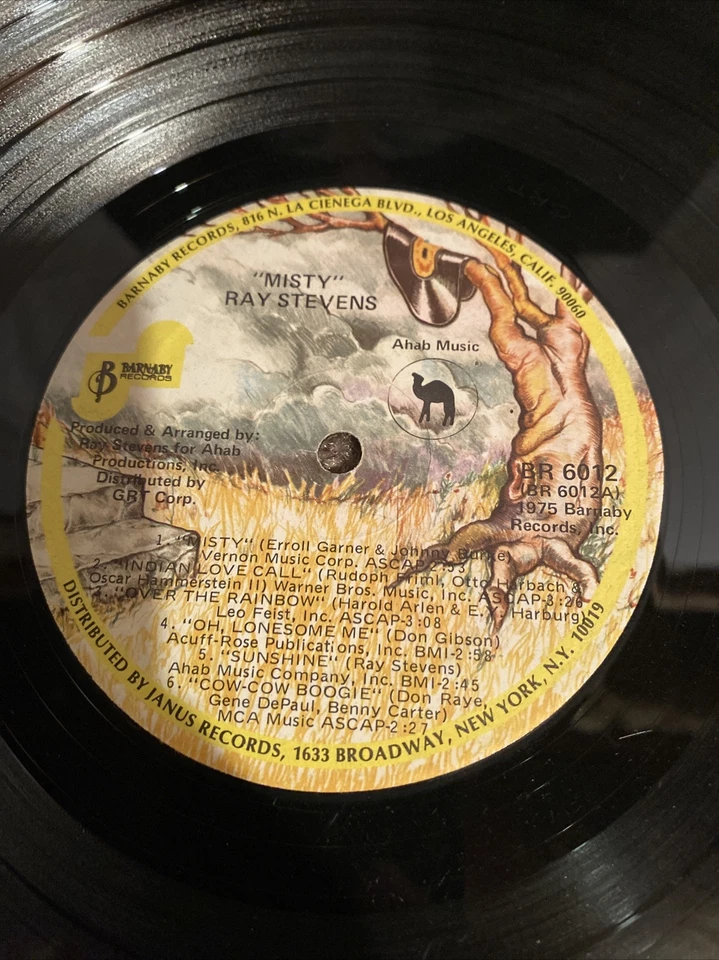 BARNABY RECORDS, 816 N. LA CIENEGA BLVD., LOS ANGELES, CALIF. 90060
"MISTY"
RAY STEVENS
Ahab Music
B BARNABY
RECORDS
Produced & Arranged by:
Ray Stevens for Ahab
Productions, Inc.
Distributed by
GRT Corp.
BR 6012
(BR 6012A)
1975 Barnaby
Records, Inc.
1. "MISTY" (Erroll Garner & Johnny Burke)
Vernon Music Corp. ASCAP-2:53
2. "INDIAN LOVE CALL" (Rudoph Friml, Otto Harbach &
Oscar Hammerstein II) Warner Bros. Music, Inc. ASCAP-3:26
3. "OVER THE RAINBOW" (Harold Arlen & E.Y. Harburg)
Leo Feist, Inc. ASCAP-3:08
4. "OH, LONESOME ME" (Don Gibson)
Acuff-Rose Publications, Inc. BMI-2:58
5. "SUNSHINE" (Ray Stevens)
Ahab Music Company, Inc. BMI-2:45
6. "COW-COW BOOGIE" (Don Raye,
Gene DePaul, Benny Carter)
MCA Music ASCAP-2:27
DISTRIBUTED BY JANUS RECORDS, 1633 BROADWAY, NEW YORK, N.Y. 10019